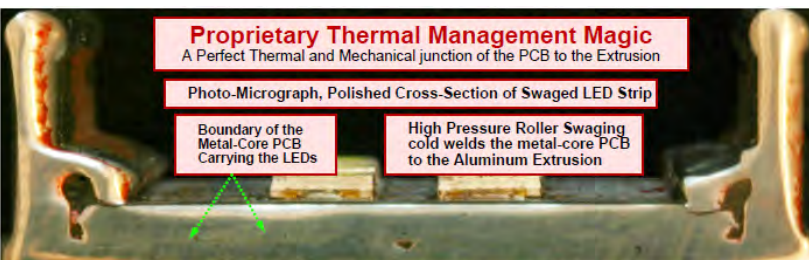 Proprietary Thermal Management Magic
A Perfect Thermal and Mechanical junction of the PCB to the Extrusion
Photo-Micrograph, Polished Cross-Section of Swaged LED Strip
Boundary of the
Metal-Core PCB
Carrying the LEDs
High Pressure Roller Swaging
cold welds the metal-core PCB
to the Aluminum Extrusion